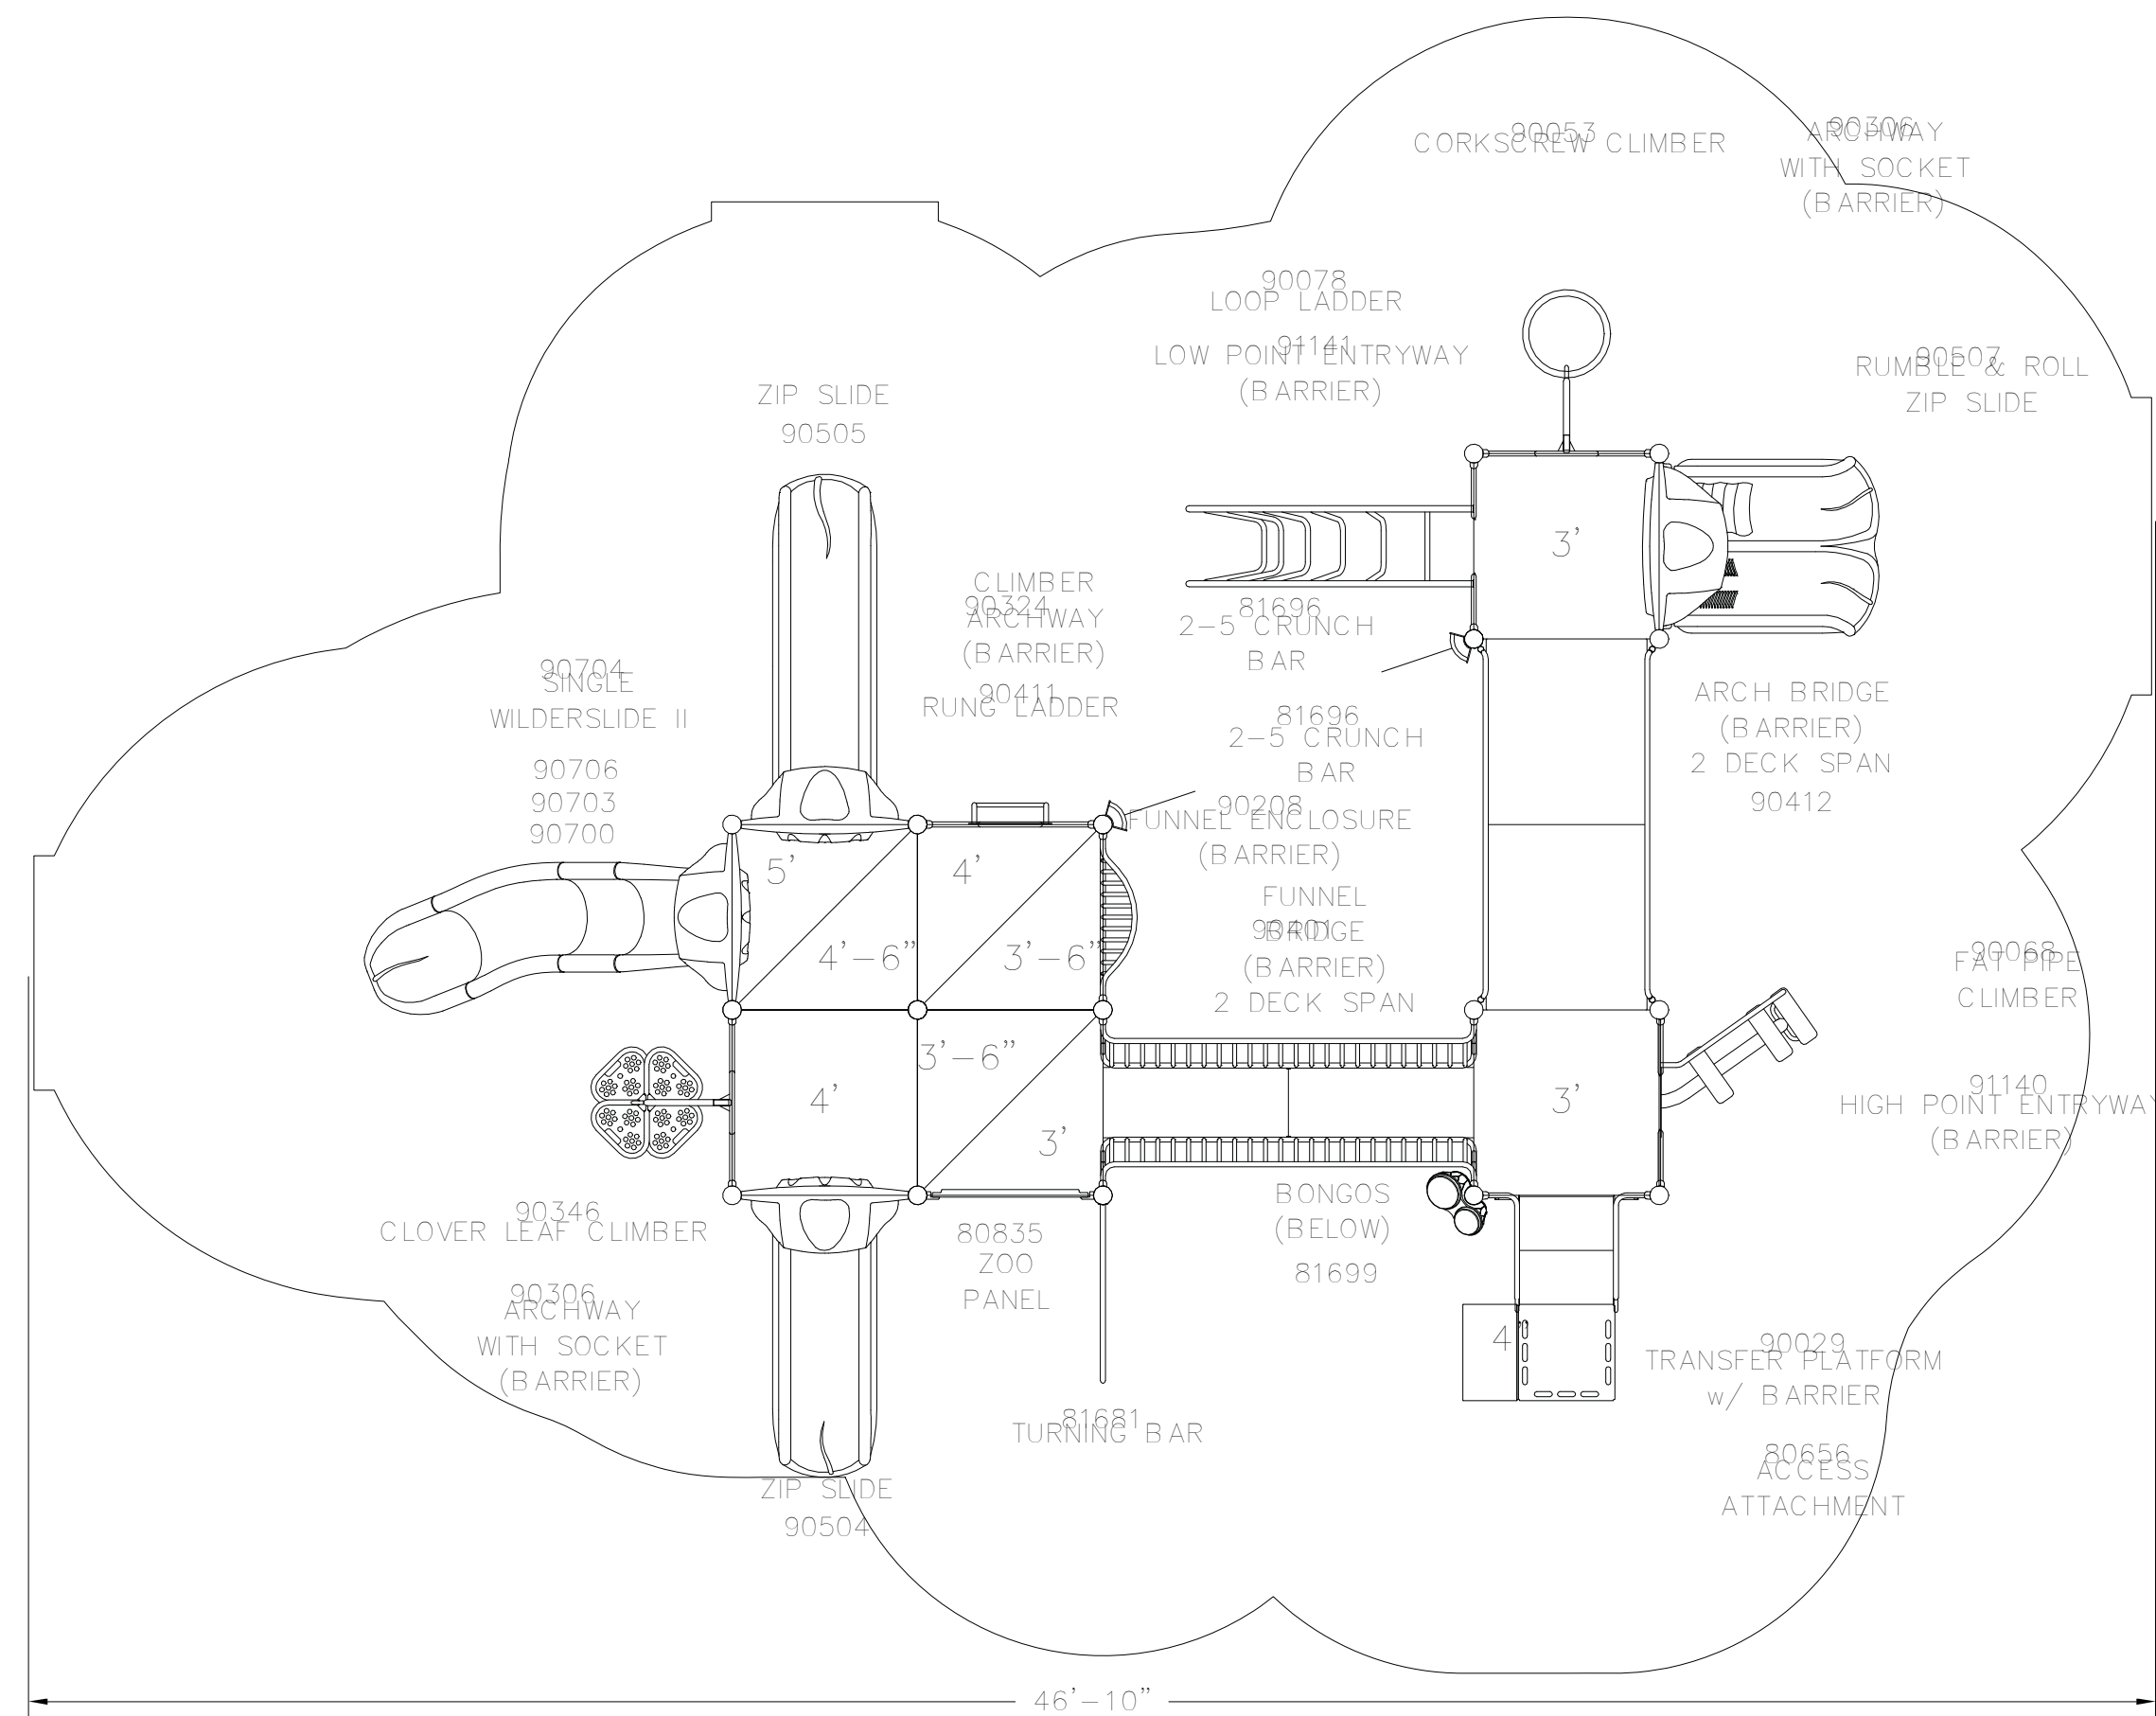 90053
CORKSCREW CLIMBER
90306
ARCHWAY
WITH SOCKET
(BARRIER)
90078
LOOP LADDER
91141
LOW POINT ENTRYWAY
(BARRIER)
90507
RUMBLE & ROLL
ZIP SLIDE
ZIP SLIDE
90505
3'
CLIMBER
90324
ARCHWAY
(BARRIER)
90411
RUNG LADDER
81696
2-5 CRUNCH
BAR
90704
SINGLE
WILDERSLIDE II
90706
90703
90700
81696
2-5 CRUNCH
BAR
ARCH BRIDGE
(BARRIER)
2 DECK SPAN
90412
90208
FUNNEL ENCLOSURE
(BARRIER)
5'
4'
4'-6"
3'-6"
FUNNEL
90401
BRIDGE
(BARRIER)
2 DECK SPAN
90068
FAT PIPE
CLIMBER
3'-6"
4'
3'
3'
91140
HIGH POINT ENTRYWAY
(BARRIER)
90346
CLOVER LEAF CLIMBER
90306
ARCHWAY
WITH SOCKET
(BARRIER)
80835
ZOO
PANEL
BONGOS
(BELOW)
81699
4"
90029
TRANSFER PLATFORM
w/ BARRIER
81681
TURNING BAR
80656
ACCESS
ATTACHMENT
ZIP SLIDE
90504
46'-10"